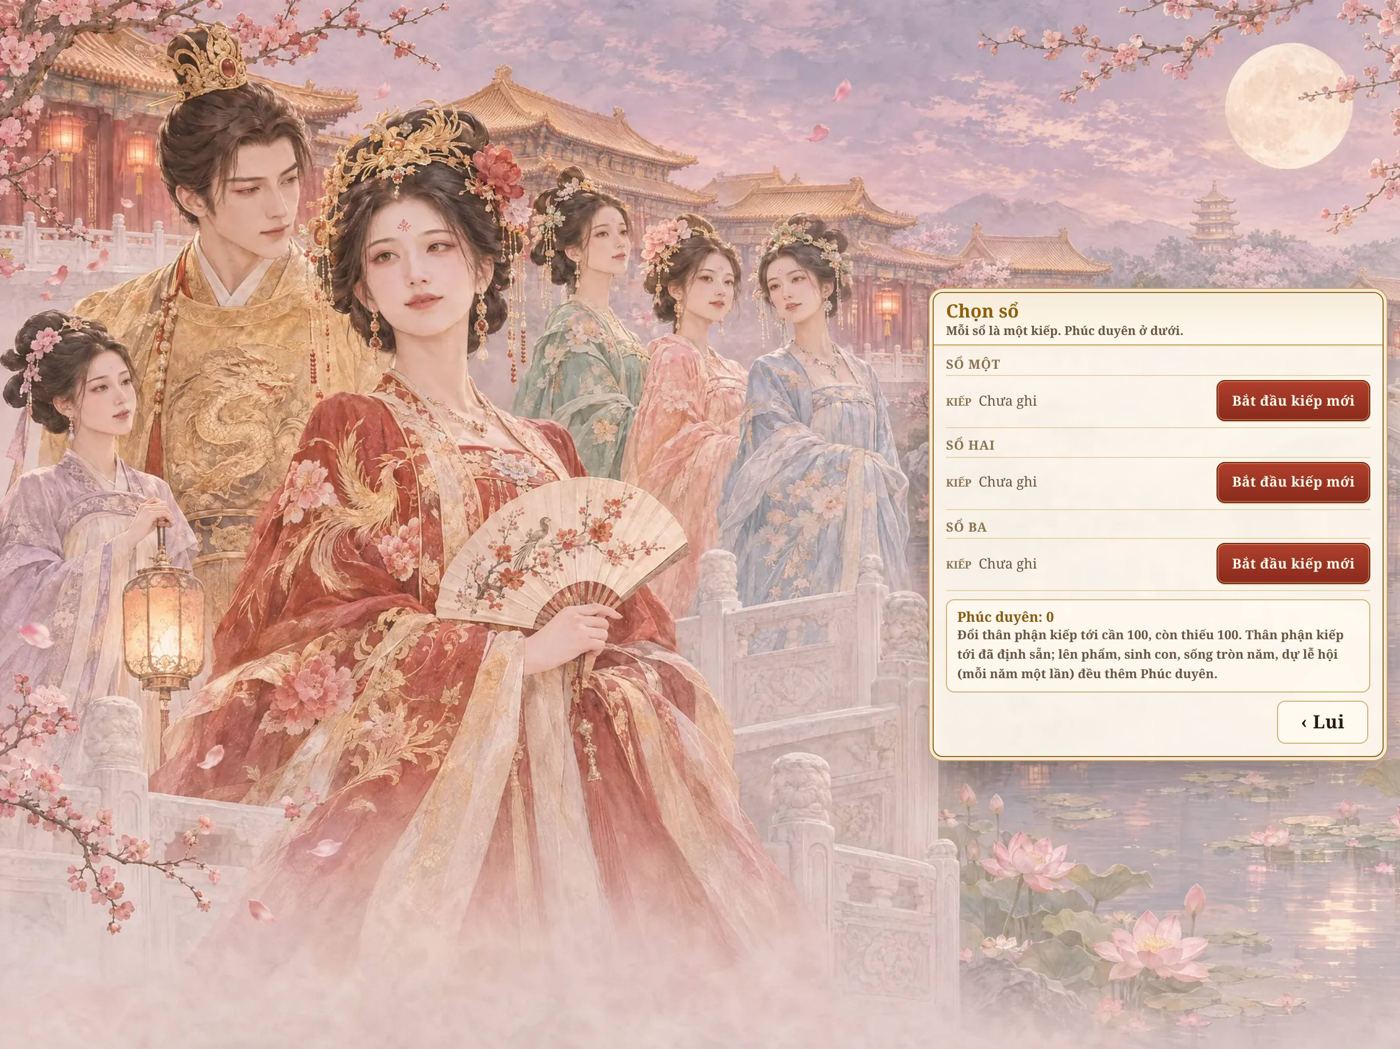 Chọn sổ
Mỗi sổ là một kiếp. Phúc duyên ở dưới.
SỔ MỘT
KIẾP Chưa ghi
Bắt đầu kiếp mới
SỔ HAI
KIẾP Chưa ghi
Bắt đầu kiếp mới
SỔ BA
KIẾP Chưa ghi
Bắt đầu kiếp mới
Phúc duyên: 0
Đổi thân phận kiếp tới cần 100, còn thiếu 100. Thân phận kiếp
tới đã định sẵn; lên phẩm, sinh con, sống tròn năm, dự lễ hội
(mỗi năm một lần) đều thêm Phúc duyên.
‹ Lui